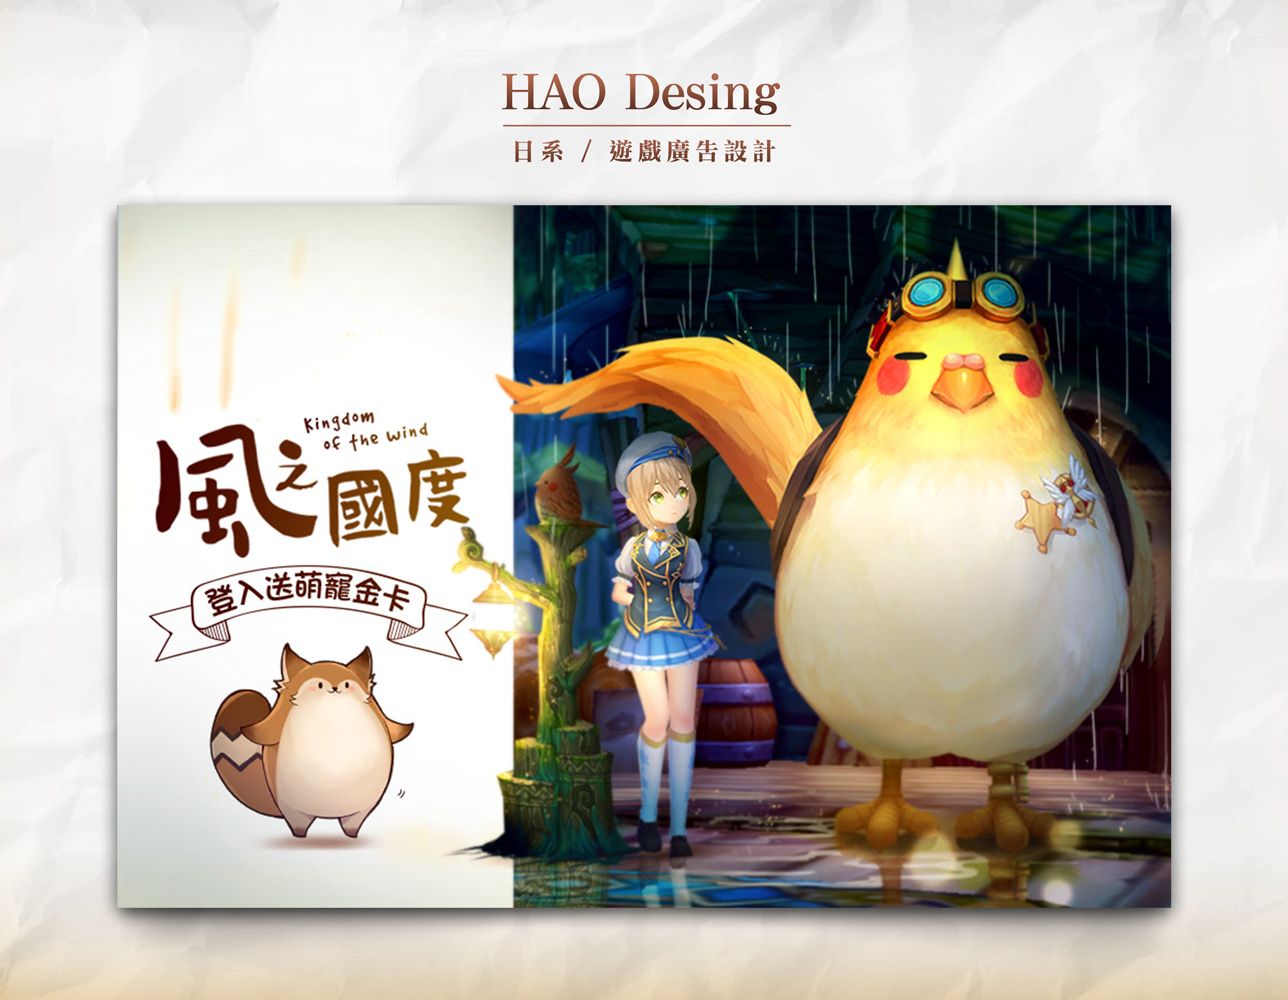 HAO Desing
日系 / 遊戲廣告設計
Kingdom
of the wind
風之國度
登入送萌寵金卡